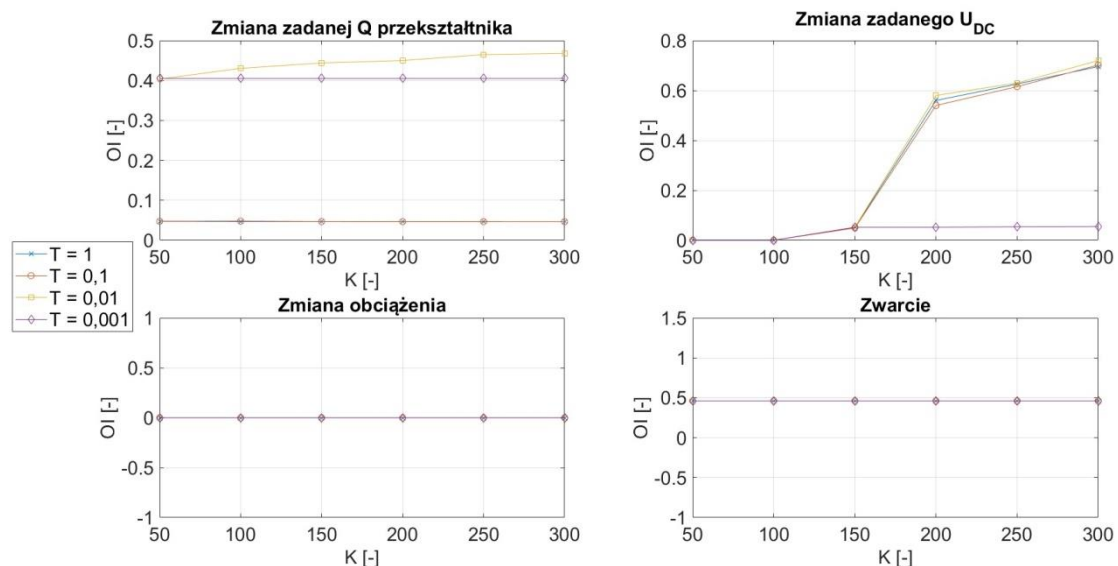 Zmiana zadanej Q przekształtnika
0.5
0.4
0.3
0.2
0.1
0
OI [-]
50 100 150 200 250 300
K [-]
Zmiana zadanego U_DC
0.8
0.6
0.4
0.2
0
OI [-]
50 100 150 200 250 300
K [-]
T = 1
T = 0,1
T = 0,01
T = 0,001
Zmiana obciążenia
1
0.5
0
-0.5
-1
OI [-]
50 100 150 200 250 300
K [-]
Zwarcie
1.5
1
0.5
0
-0.5
-1
OI [-]
50 100 150 200 250 300
K [-]